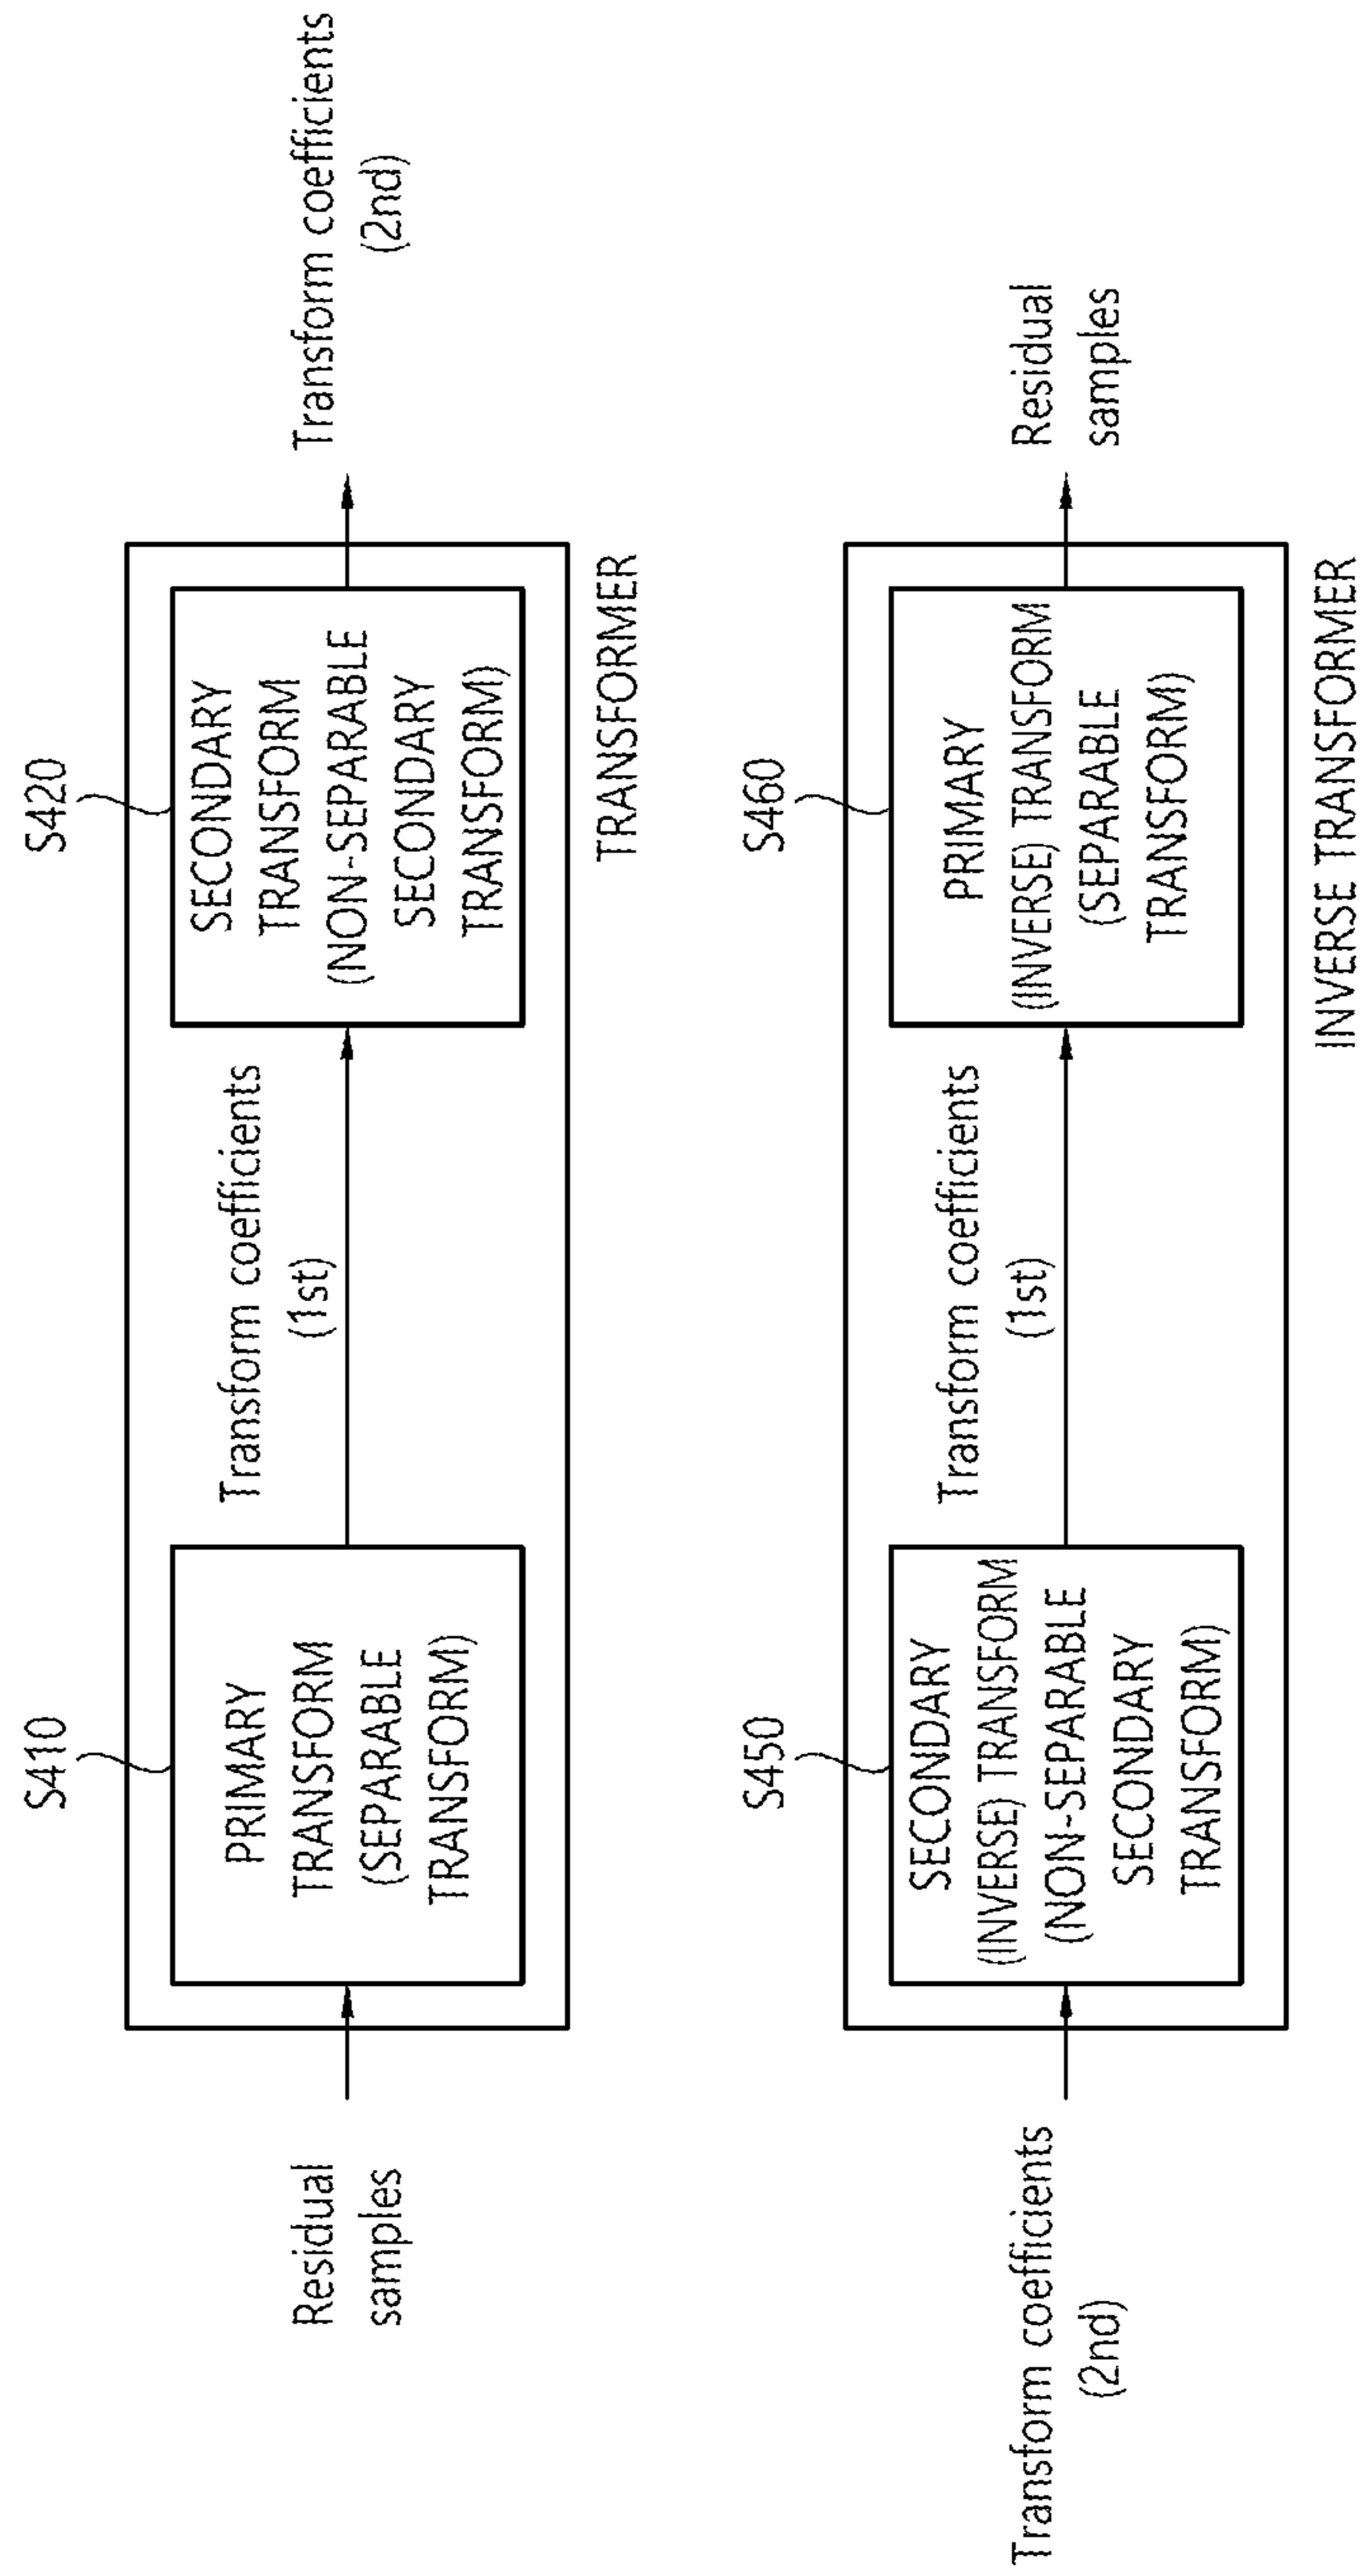 S410
S420
Residual
samples
PRIMARY
TRANSFORM
(SEPARABLE
TRANSFORM)
Transform coefficients
(1st)
SECONDARY
TRANSFORM
(NON-SEPARABLE
SECONDARY
TRANSFORM)
Transform coefficients
(2nd)
TRANSFORMER
S450
S460
Transform coefficients
(2nd)
SECONDARY
(INVERSE) TRANSFORM
(NON-SEPARABLE
SECONDARY
TRANSFORM)
Transform coefficients
(1st)
PRIMARY
(INVERSE) TRANSFORM
(SEPARABLE
TRANSFORM)
Residual
samples
INVERSE TRANSFORMER